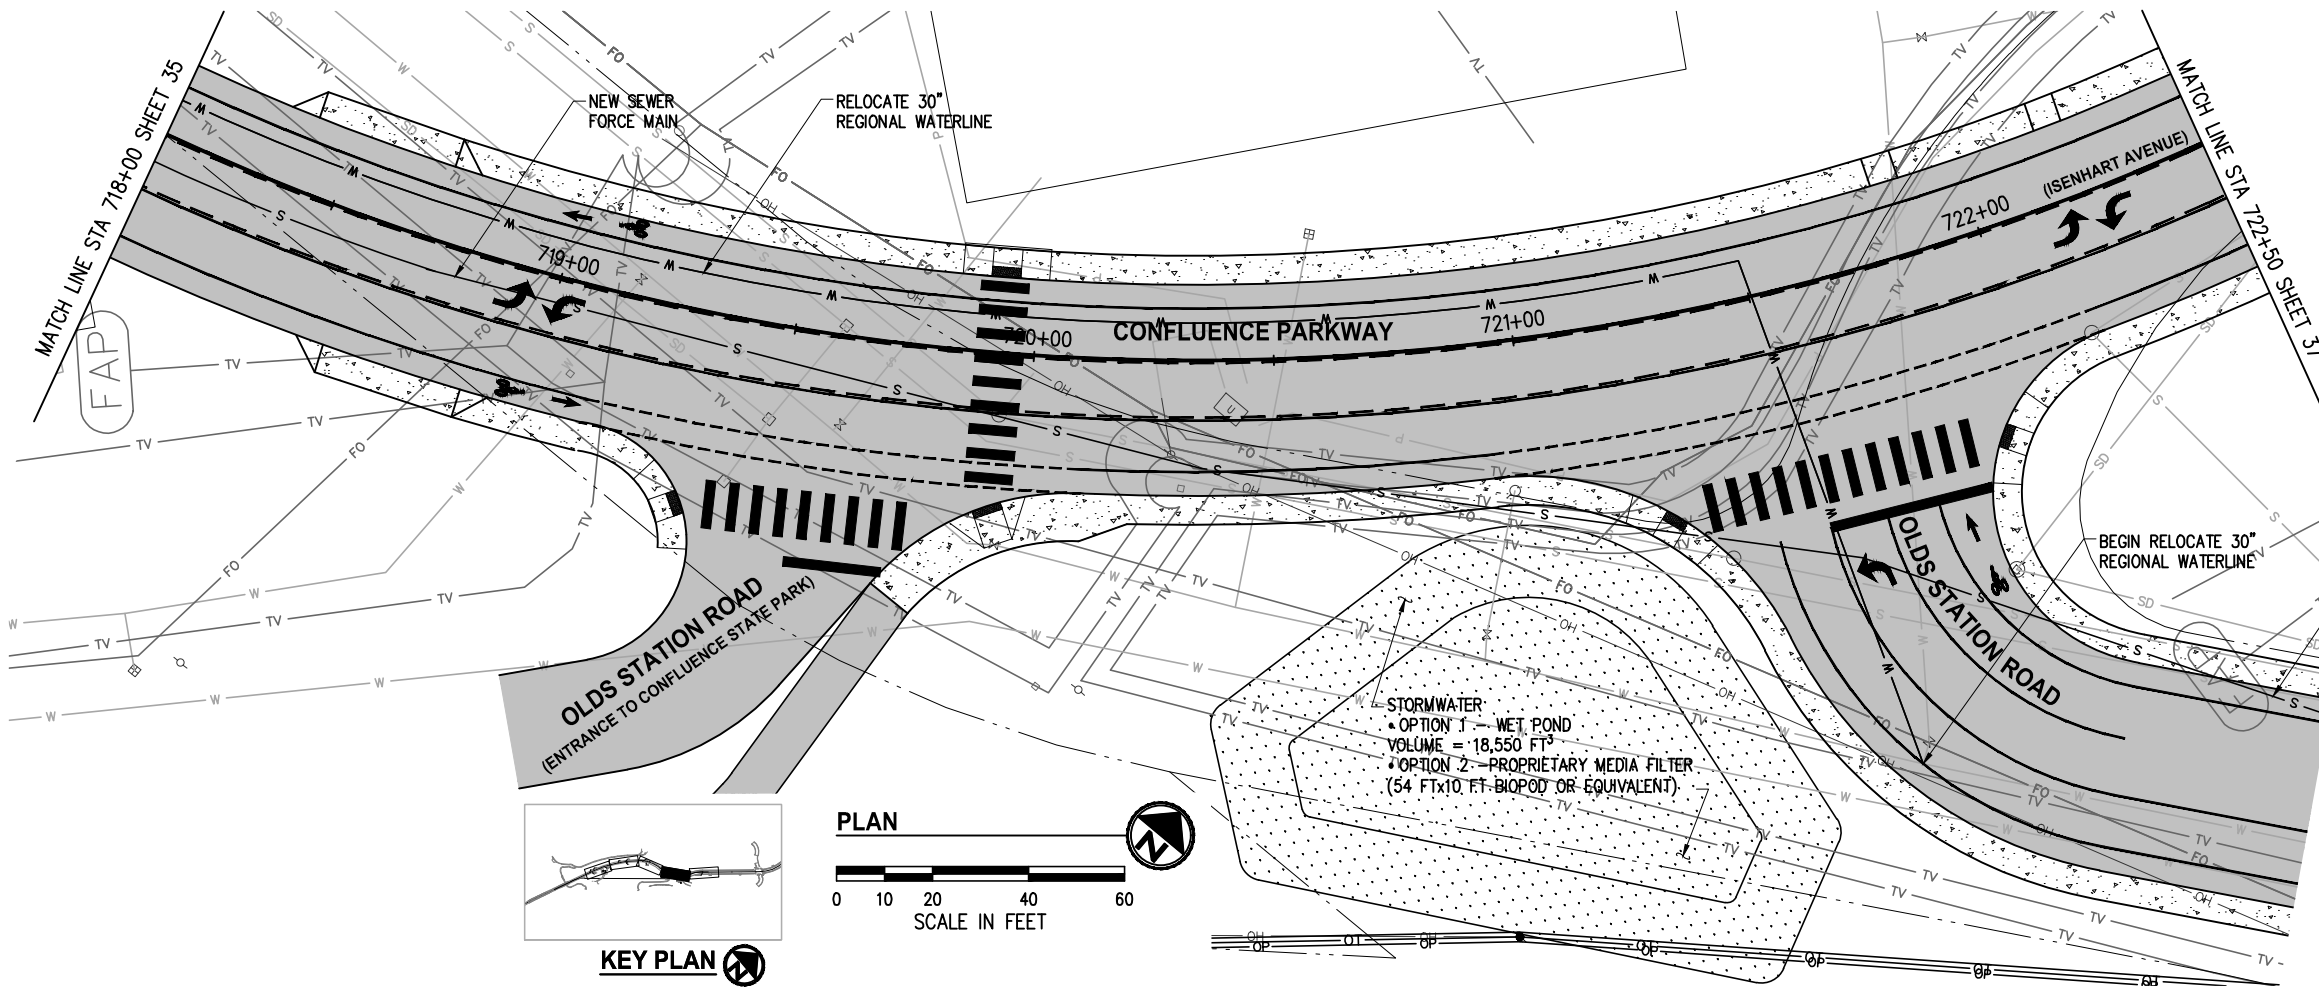 MATCH LINE STA 718+00 SHEET 35
NEW SEWER
FORCE MAIN
RELOCATE 30"
REGIONAL WATERLINE
MATCH LINE STA 722+50 SHEET 37
(ISENHART AVENUE)
719+00
720+00
CONFLUENCE PARKWAY
721+00
722+00
FAP
OLDS STATION ROAD
(ENTRANCE TO CONFLUENCE STATE PARK)
OLDS STATION ROAD
BEGIN RELOCATE 30"
REGIONAL WATERLINE
STORMWATER
• OPTION 1 - WET POND
VOLUME = 18,550 FT³
• OPTION 2 - PROPRIETARY MEDIA FILTER
(54 FTx10 FT BIOPOD OR EQUIVALENT)
PLAN
0 10 20 40 60
SCALE IN FEET
KEY PLAN